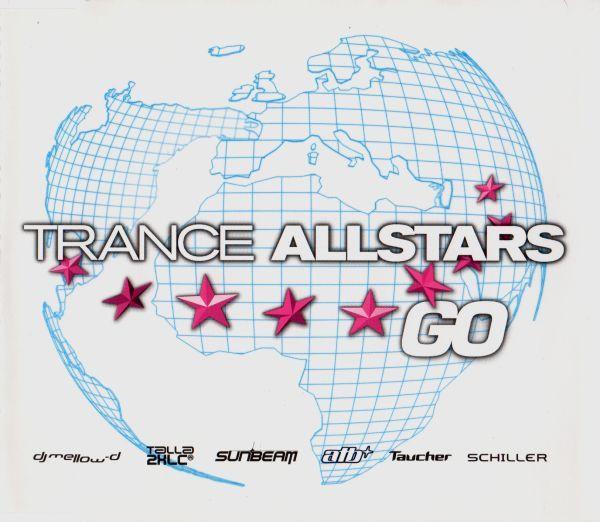 TRANCE ALLSTARS
GO
dj mellow-d TALLA 2XLC® SUNBEAM atb Taucher SCHILLER